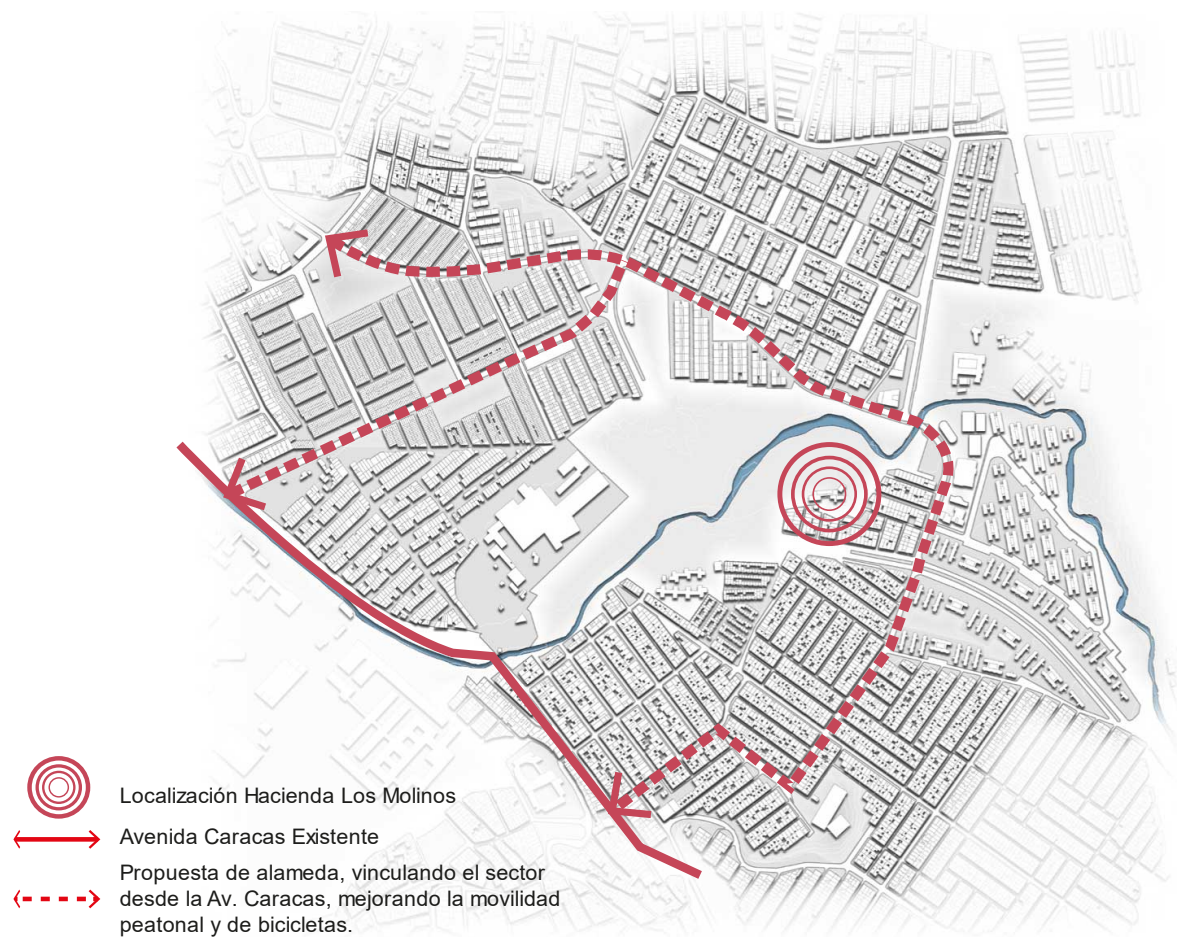 Localización Hacienda Los Molinos
Avenida Caracas Existente
Propuesta de alameda, vinculando el sector
desde la Av. Caracas, mejorando la movilidad
peatonal y de bicicletas.